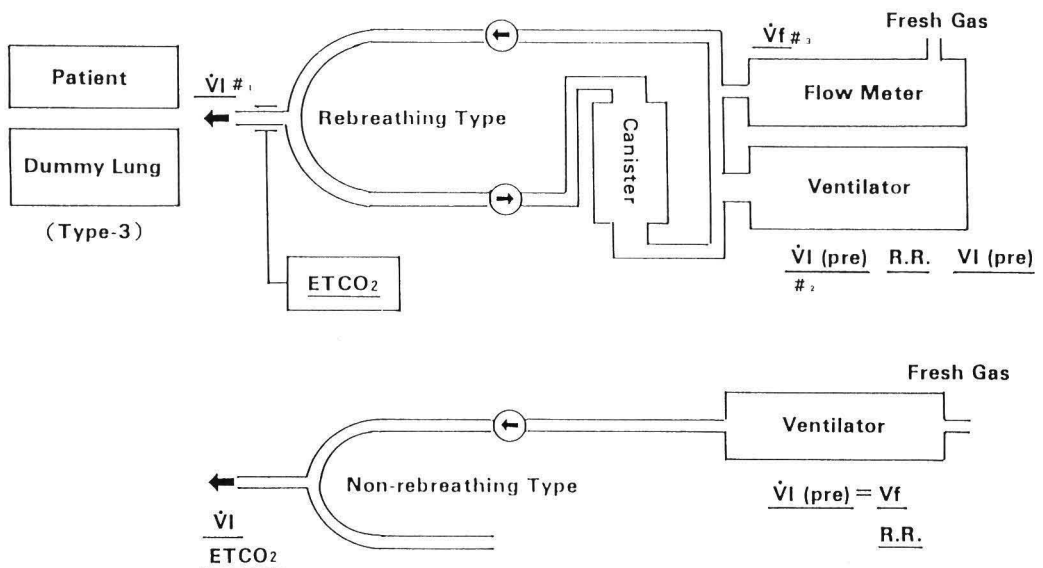 Fresh Gas
V̇f #₃
Patient
V̇I #₁
Flow Meter
Rebreathing Type
Canister
Dummy Lung
Ventilator
(Type-3)
V̇I (pre) R.R. VI (pre)
#₂
ETCO₂
Fresh Gas
Ventilator
Non-rebreathing Type
V̇I (pre) = Vf
V̇I
R.R.
ETCO₂